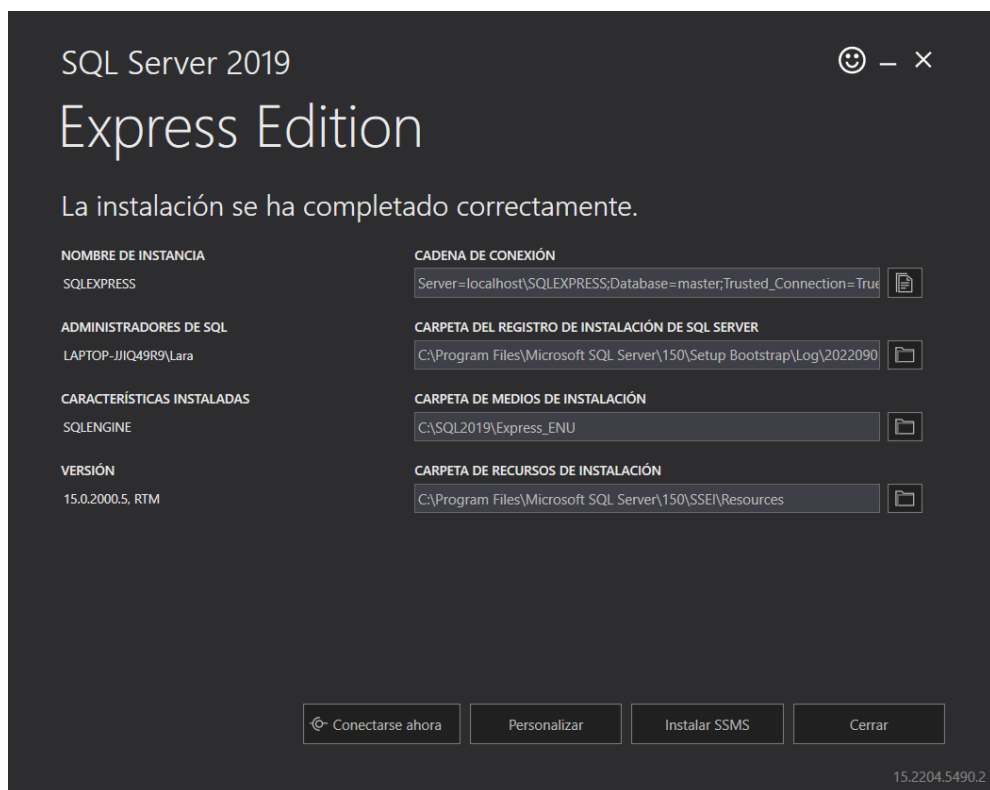 SQL Server 2019
Express Edition
La instalación se ha completado correctamente.
NOMBRE DE INSTANCIA
SQLEXPRESS
CADENA DE CONEXIÓN
Server=localhost\SQLEXPRESS;Database=master;Trusted_Connection=True
ADMINISTRADORES DE SQL
LAPTOP-JJIQ49R9\Lara
CARPETA DEL REGISTRO DE INSTALACIÓN DE SQL SERVER
C:\Program Files\Microsoft SQL Server\150\Setup Bootstrap\Log\2022090
CARACTERÍSTICAS INSTALADAS
SQLENGINE
CARPETA DE MEDIOS DE INSTALACIÓN
C:\SQL2019\Express_ENU
VERSIÓN
15.0.2000.5, RTM
CARPETA DE RECURSOS DE INSTALACIÓN
C:\Program Files\Microsoft SQL Server\150\SSEI\Resources
Conectarse ahora
Personalizar
Instalar SSMS
Cerrar
15.2204.5490.2